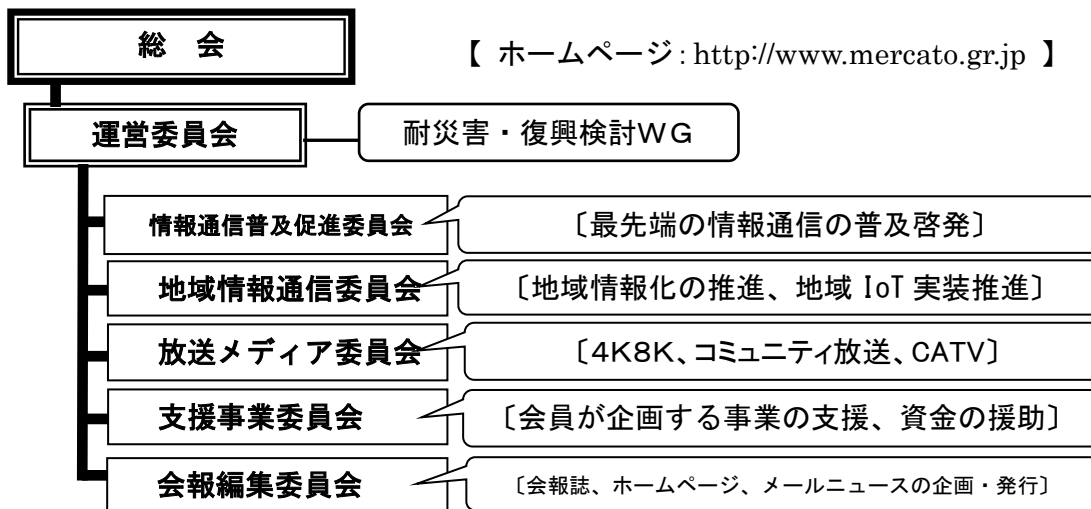 総 会
【 ホームページ:http://www.mercato.gr.jp 】
運営委員会
耐災害・復興検討WG
情報通信普及促進委員会
〔最先端の情報通信の普及啓発〕
地域情報通信委員会
〔地域情報化の推進、地域 IoT 実装推進〕
放送メディア委員会
〔4K8K、コミュニティ放送、CATV〕
支援事業委員会
〔会員が企画する事業の支援、資金の援助〕
会報編集委員会
〔会報誌、ホームページ、メールニュースの企画・発行〕